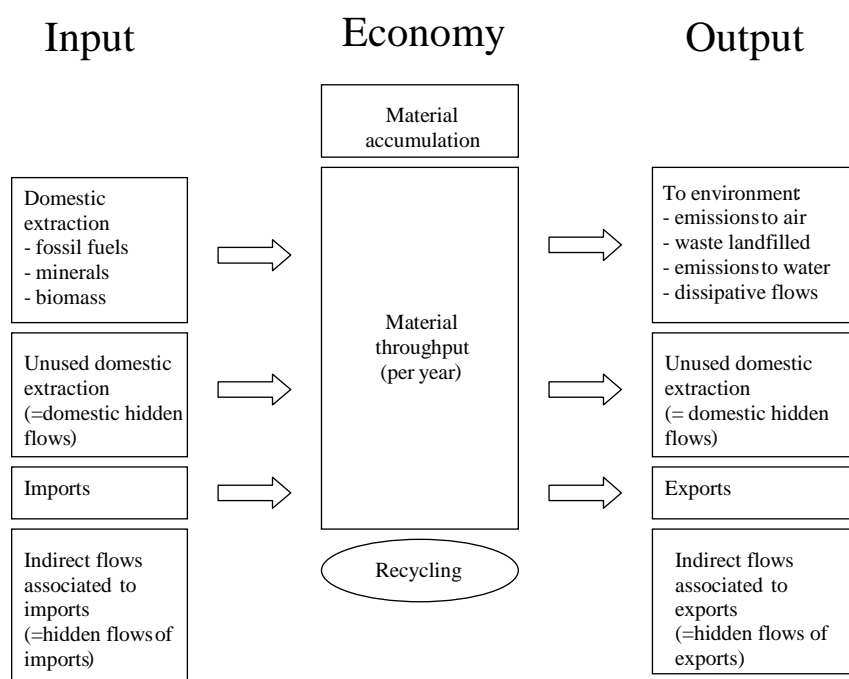 Input
Economy
Output
Material
accumulation
Domestic
extraction
- fossil fuels
- minerals
- biomass
To environment:
- emissions to air
- waste landfilled
- emissions to water
- dissipative flows
Material
throughput
(per year)
Unused domestic
extraction
(=domestic hidden
flows)
Unused domestic
extraction
(= domestic hidden
flows)
Imports
Exports
Recycling
Indirect flows
associated to
imports
(=hidden flows of
imports)
Indirect flows
associated to
exports
(=hidden flows of
exports)